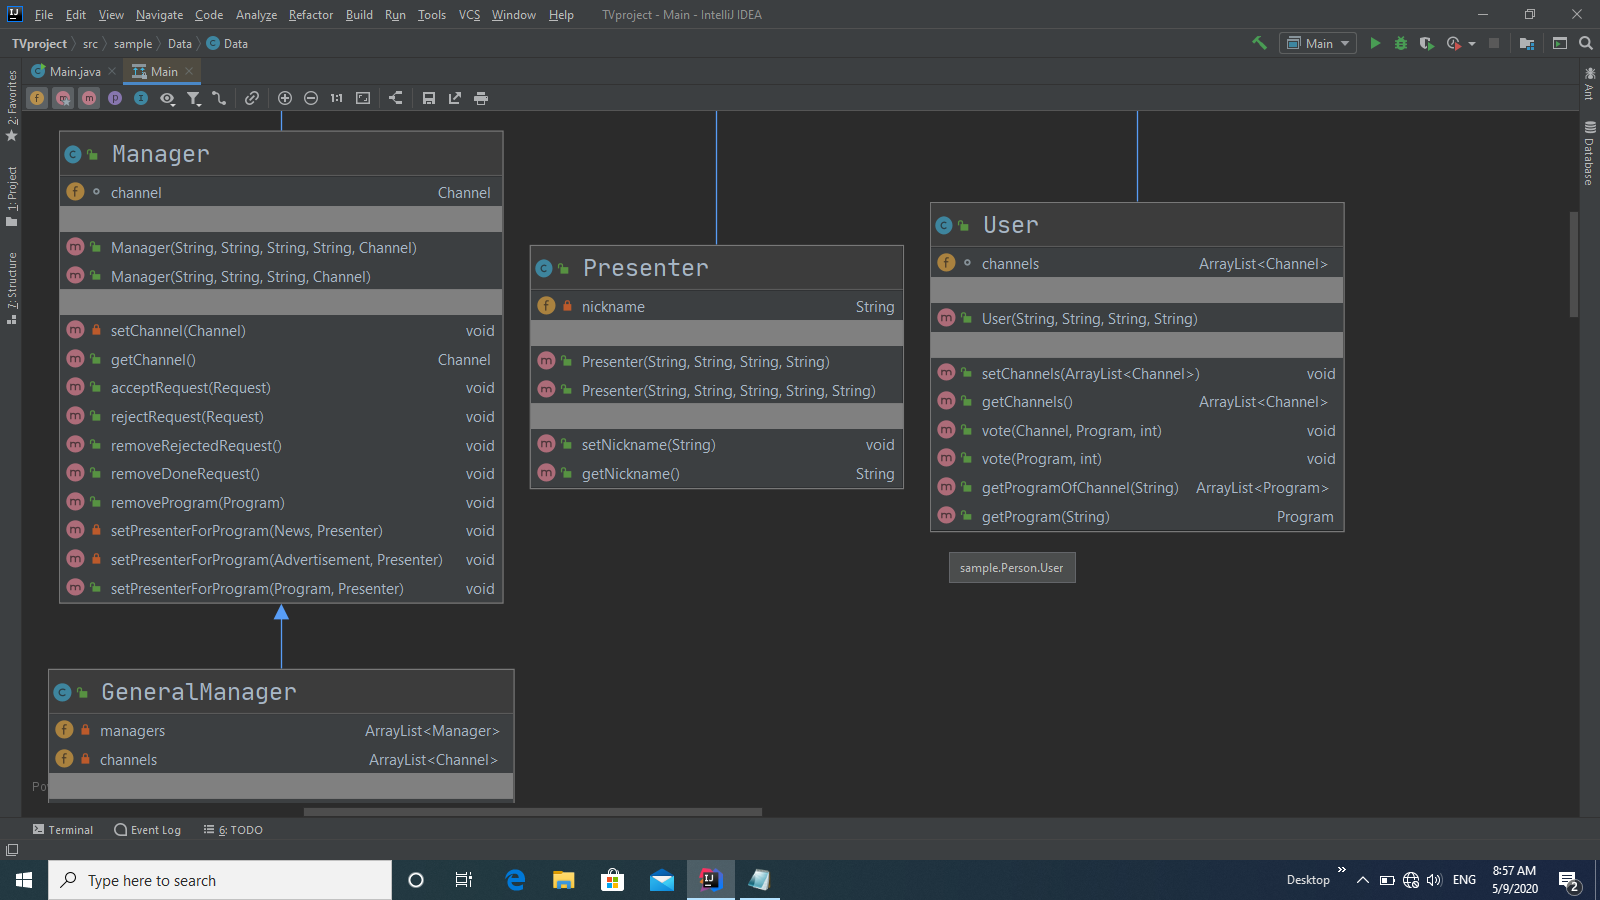 File Edit View Navigate Code Analyze Refactor Build Run Tools VCS Window Help TVproject - Main - IntelliJ IDEA
TVproject src sample Data Data
Main
Main.java
Main
1:1
2: Favorites
1: Project
7: Structure
Ant
Database
Manager
channel Channel
Manager(String, String, String, String, Channel)
Manager(String, String, String, Channel)
setChannel(Channel) void
getChannel() Channel
acceptRequest(Request) void
rejectRequest(Request) void
removeRejectedRequest() void
removeDoneRequest() void
removeProgram(Program) void
setPresenterForProgram(News, Presenter) void
setPresenterForProgram(Advertisement, Presenter) void
setPresenterForProgram(Program, Presenter) void
Presenter
nickname String
Presenter(String, String, String, String)
Presenter(String, String, String, String, String)
setNickname(String) void
getNickname() String
User
channels ArrayList<Channel>
User(String, String, String, String)
setChannels(ArrayList<Channel>) void
getChannels() ArrayList<Channel>
vote(Channel, Program, int) void
vote(Program, int) void
getProgramOfChannel(String) ArrayList<Program>
getProgram(String) Program
sample.Person.User
GeneralManager
managers ArrayList<Manager>
channels ArrayList<Channel>
Terminal Event Log 6: TODO
Type here to search
Desktop
ENG
8:57 AM
5/9/2020
2